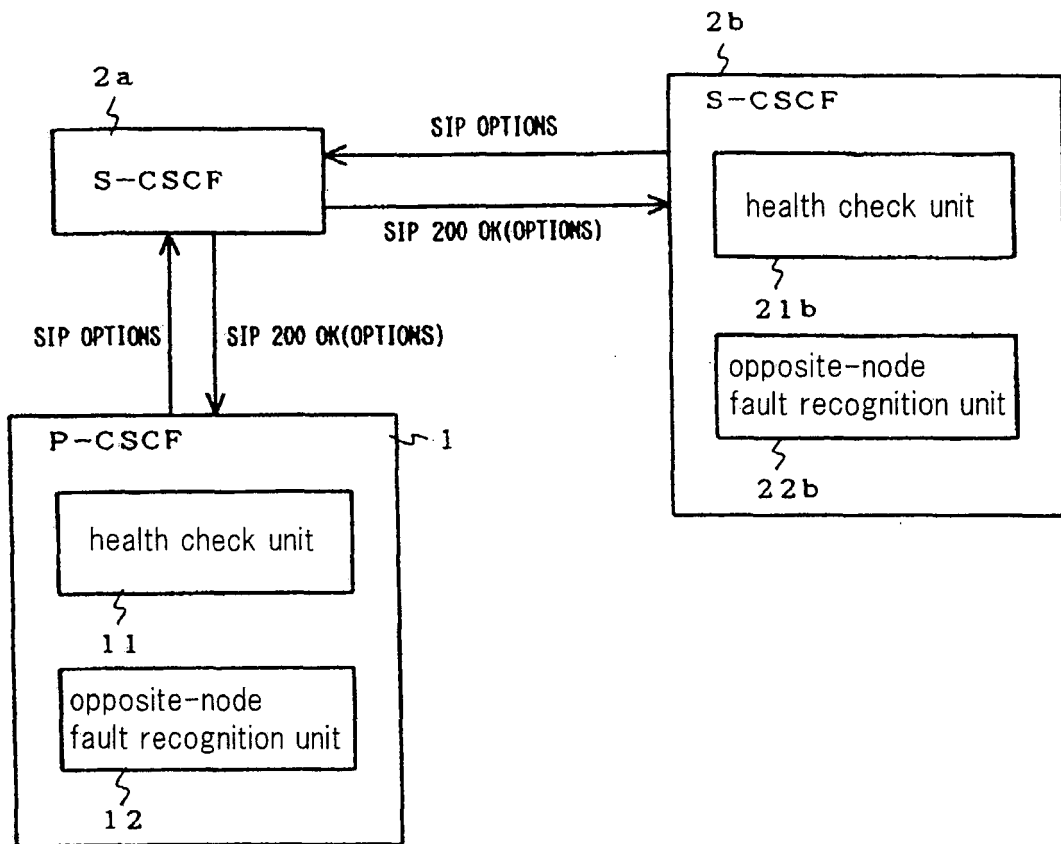 2b
2a
S-CSCF
SIP OPTIONS
S-CSCF
health check unit
SIP 200 OK(OPTIONS)
21b
SIP OPTIONS
SIP 200 OK(OPTIONS)
opposite-node
fault recognition unit
P-CSCF
1
22b
health check unit
11
opposite-node
fault recognition unit
12